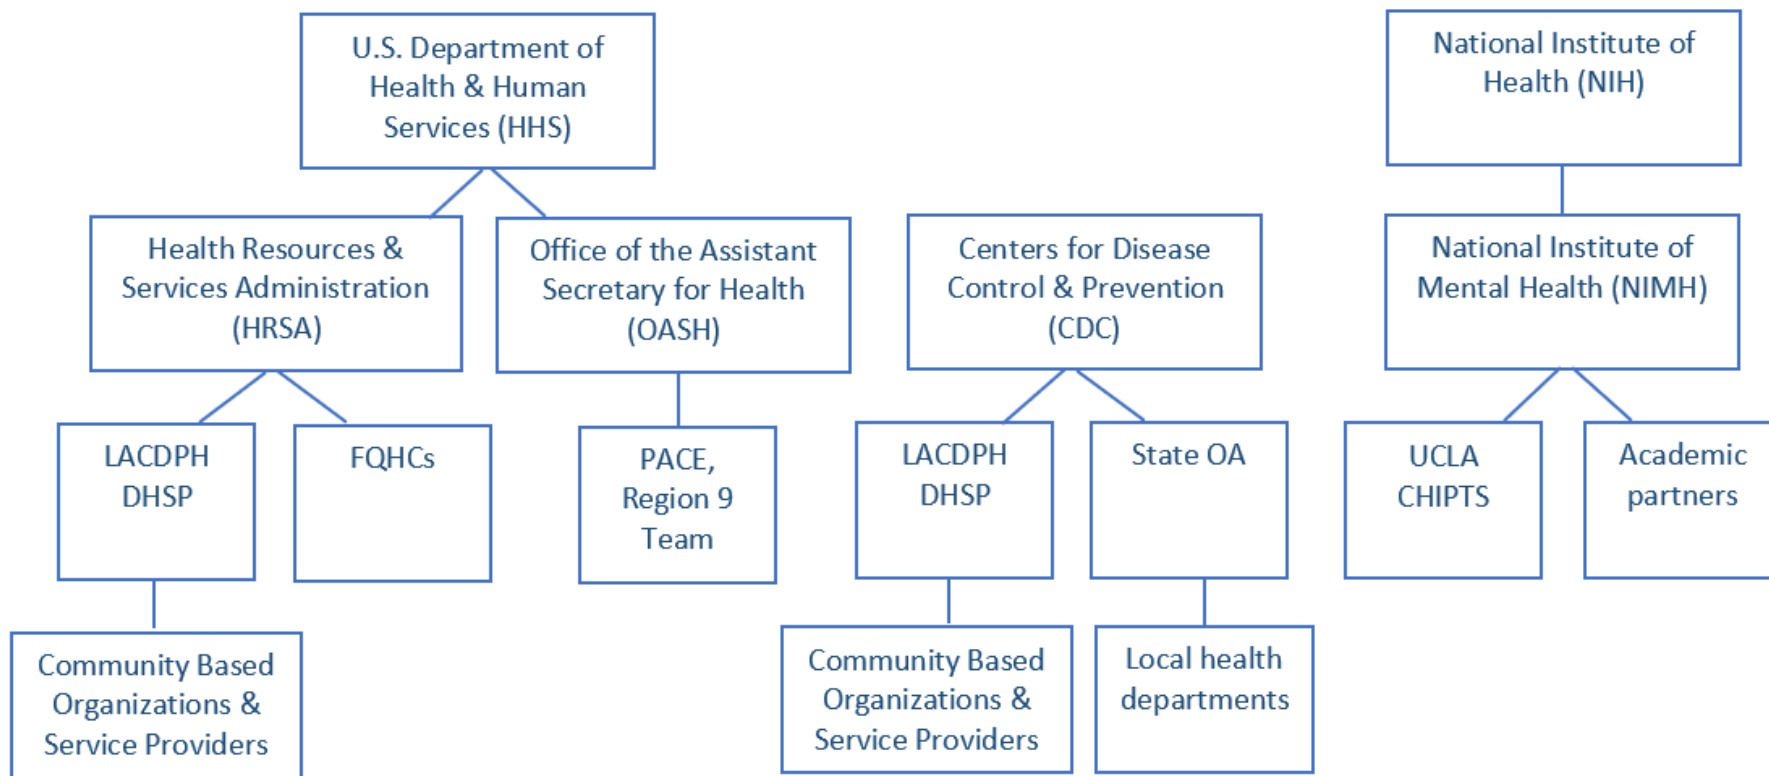 U.S. Department of
Health & Human
Services (HHS)
National Institute of
Health (NIH)
Health Resources &
Services Administration
(HRSA)
Office of the Assistant
Secretary for Health
(OASH)
Centers for Disease
Control & Prevention
(CDC)
National Institute of
Mental Health (NIMH)
LACDPH
DHSP
FQHCs
PACE,
Region 9
Team
LACDPH
DHSP
State OA
UCLA
CHIPTS
Academic
partners
Community Based
Organizations &
Service Providers
Community Based
Organizations &
Service Providers
Local health
departments